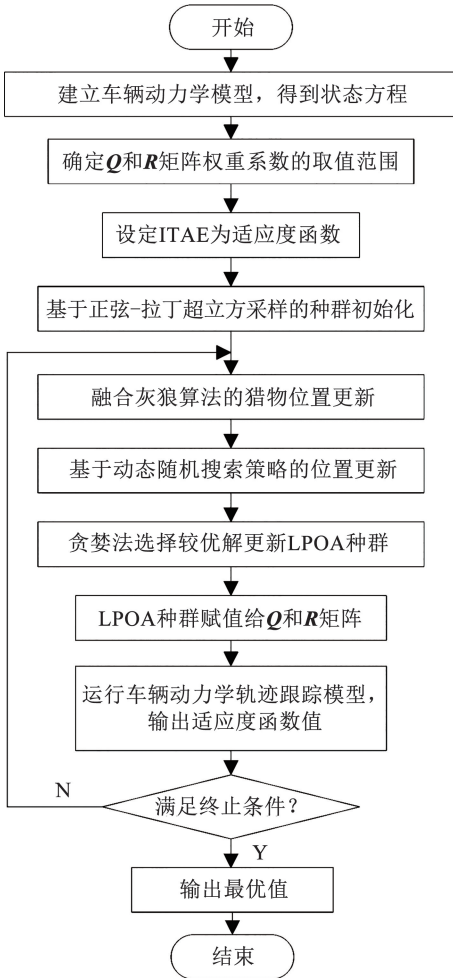 开始
建立车辆动力学模型，得到状态方程
确定Q和R矩阵权重系数的取值范围
设定ITAE为适应度函数
基于正弦-拉丁超立方采样的种群初始化
融合灰狼算法的猎物位置更新
基于动态随机搜索策略的位置更新
贪婪法选择较优解更新LPOA种群
LPOA种群赋值给Q和R矩阵
运行车辆动力学轨迹跟踪模型，
输出适应度函数值
N
满足终止条件？
Y
输出最优值
结束